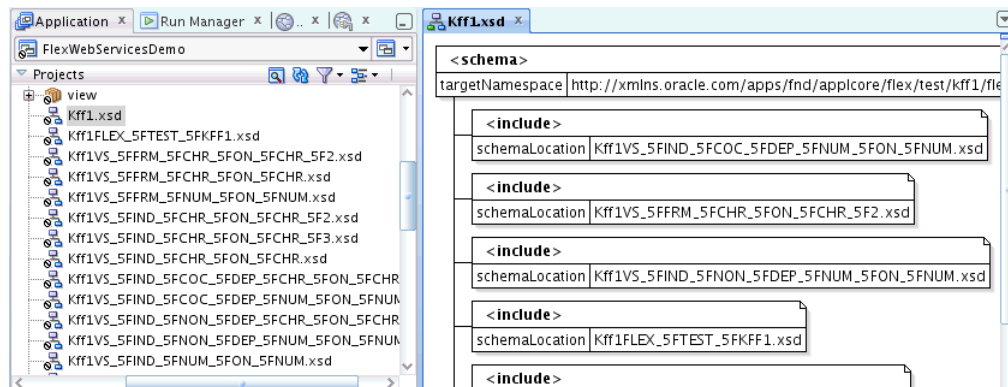 Application
Run Manager
..
FlexWebServicesDemo
Projects
view
Kff1.xsd
Kff1FLEX_5FTEST_5FKFF1.xsd
Kff1VS_5FFRM_5FCHR_5FON_5FCHR_5F2.xsd
Kff1VS_5FFRM_5FCHR_5FON_5FCHR.xsd
Kff1VS_5FFRM_5FNUM_5FON_5FNUM.xsd
Kff1VS_5FIND_5FCHR_5FON_5FCHR_5F2.xsd
Kff1VS_5FIND_5FCHR_5FON_5FCHR_5F3.xsd
Kff1VS_5FIND_5FCHR_5FON_5FCHR.xsd
Kff1VS_5FIND_5FCOC_5FDEP_5FCHR_5FON_5FCHR
Kff1VS_5FIND_5FCOC_5FDEP_5FNUM_5FON_5FNUM
Kff1VS_5FIND_5FNON_5FDEP_5FCHR_5FON_5FCHR
Kff1VS_5FIND_5FNON_5FDEP_5FNUM_5FON_5FNUM
Kff1VS_5FIND_5FNUM_5FON_5FNUM.xsd
Kff1.xsd
<schema>
targetNamespace http://xmlns.oracle.com/apps/fnd/applcore/flex/test/kff1/fle
<include>
schemaLocation Kff1VS_5FIND_5FCOC_5FDEP_5FNUM_5FON_5FNUM.xsd
<include>
schemaLocation Kff1VS_5FFRM_5FCHR_5FON_5FCHR_5F2.xsd
<include>
schemaLocation Kff1VS_5FIND_5FNON_5FDEP_5FNUM_5FON_5FNUM.xsd
<include>
schemaLocation Kff1FLEX_5FTEST_5FKFF1.xsd
<include>